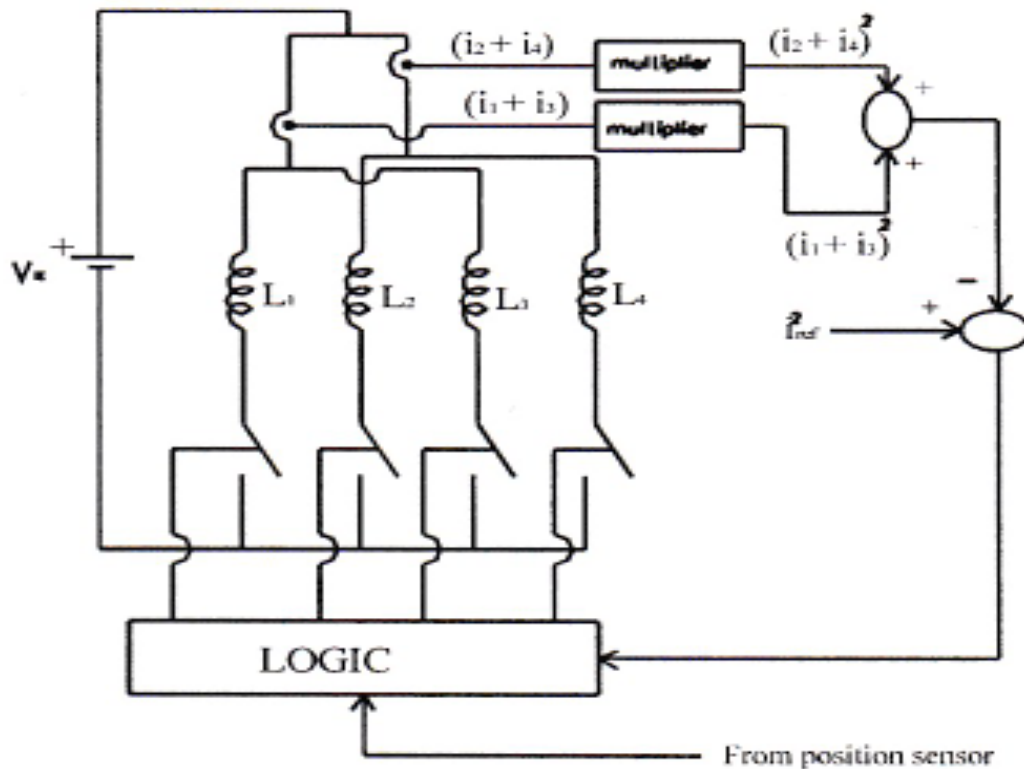 (i₂ + i₄) multiplier (i₂ + i₄)²
+
(i₁ + i₃) multiplier
+
(i₁ + i₃)²
+
L₁ L₂ L₃ L₄
−
+
i²ref
LOGIC
From position sensor